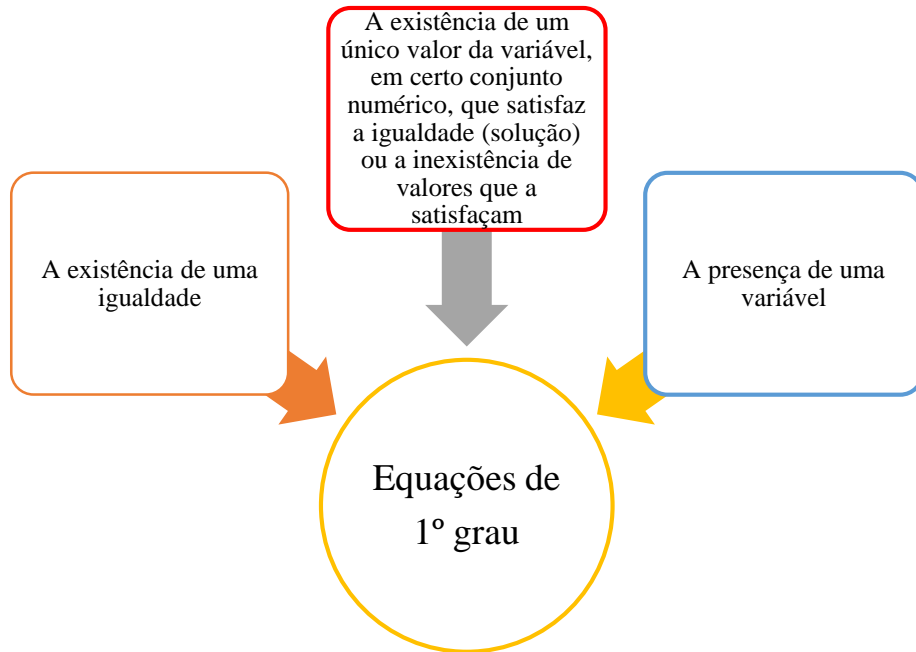 A existência de um
único valor da variável,
em certo conjunto
numérico, que satisfaz
a igualdade (solução)
ou a inexistência de
valores que a
satisfaçam
A existência de uma
igualdade
A presença de uma
variável
Equações de
1º grau